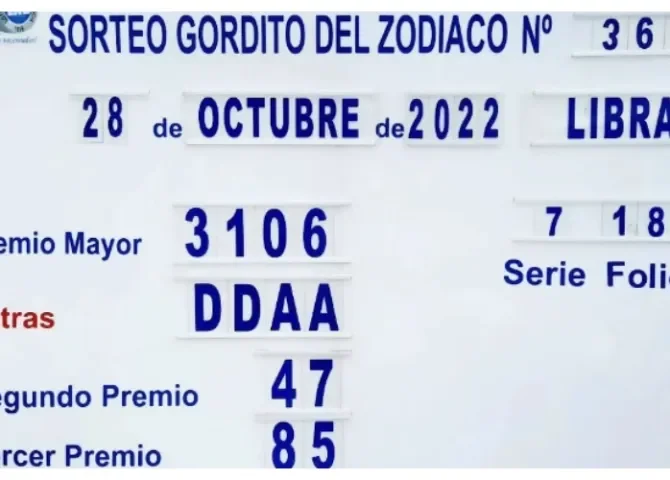 SORTEO GORDITO DEL ZODIACO Nº 36
28 de OCTUBRE de 2022 LIBRA
emio Mayor 3106 7 18
Serie Folio
tras DDAA
egundo Premio 47
rcer Premio 85